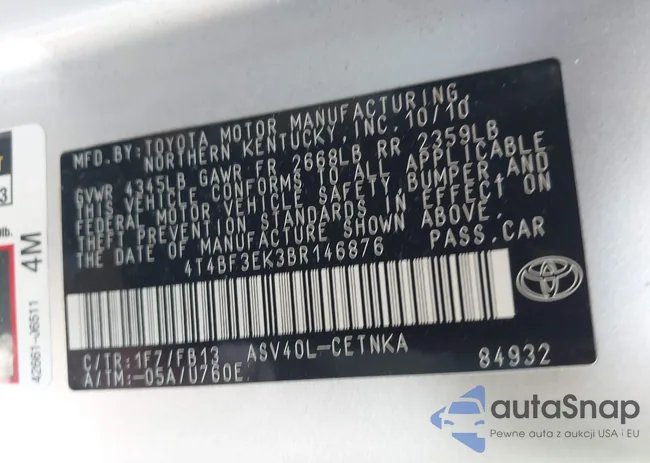 MFD.BY:TOYOTA MOTOR MANUFACTURING,
NORTHERN KENTUCKY, INC. 10/10
GVWR 4345LB GAWR FR 2668LB RR 2359LB
THIS VEHICLE CONFORMS TO ALL APPLICABLE
FEDERAL MOTOR VEHICLE SAFETY, BUMPER, AND
THEFT PREVENTION STANDARDS IN EFFECT ON
THE DATE OF MANUFACTURE SHOWN ABOVE.
4T4BF3EK3BR146876 PASS.CAR
C/TR:1F7/FB13 ASV40L-CETNKA
A/TM:-05A/U760E 84932
4M
42661-06511
3
autaSnap
Pewne auta z aukcji USA i EU